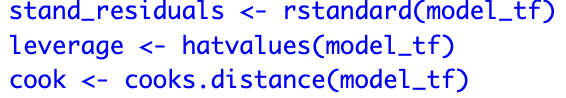 stand_residuals <- rstandard(model_tf)
leverage <- hatvalues(model_tf)
cook <- cooks.distance(model_tf)